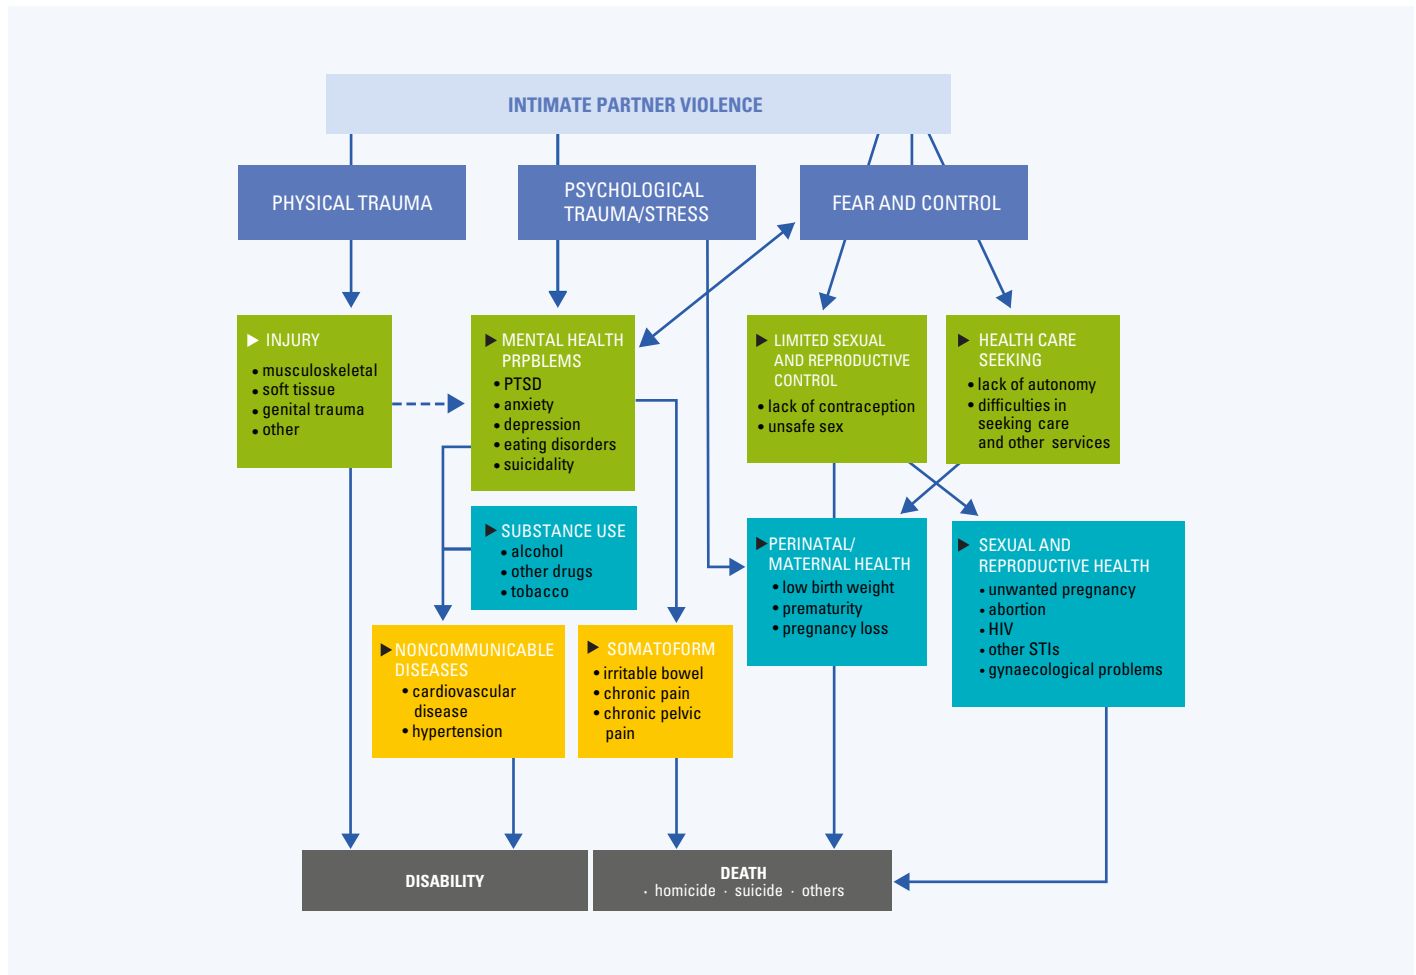 INTIMATE PARTNER VIOLENCE
PHYSICAL TRAUMA
PSYCHOLOGICAL
TRAUMA/STRESS
FEAR AND CONTROL
INJURY
• musculoskeletal
• soft tissue
• genital trauma
• other
MENTAL HEALTH
PRPBLEMS
• PTSD
• anxiety
• depression
• eating disorders
• suicidality
LIMITED SEXUAL
AND REPRODUCTIVE
CONTROL
• lack of contraception
• unsafe sex
HEALTH CARE
SEEKING
• lack of autonomy
• difficulties in
seeking care
and other services
SUBSTANCE USE
• alcohol
• other drugs
• tobacco
PERINATAL/
MATERNAL HEALTH
• low birth weight
• prematurity
• pregnancy loss
SEXUAL AND
REPRODUCTIVE HEALTH
• unwanted pregnancy
• abortion
• HIV
• other STIs
• gynaecological problems
NONCOMMUNICABLE
DISEASES
• cardiovascular
disease
• hypertension
SOMATOFORM
• irritable bowel
• chronic pain
• chronic pelvic
pain
DISABILITY
DEATH
· homicide · suicide · others